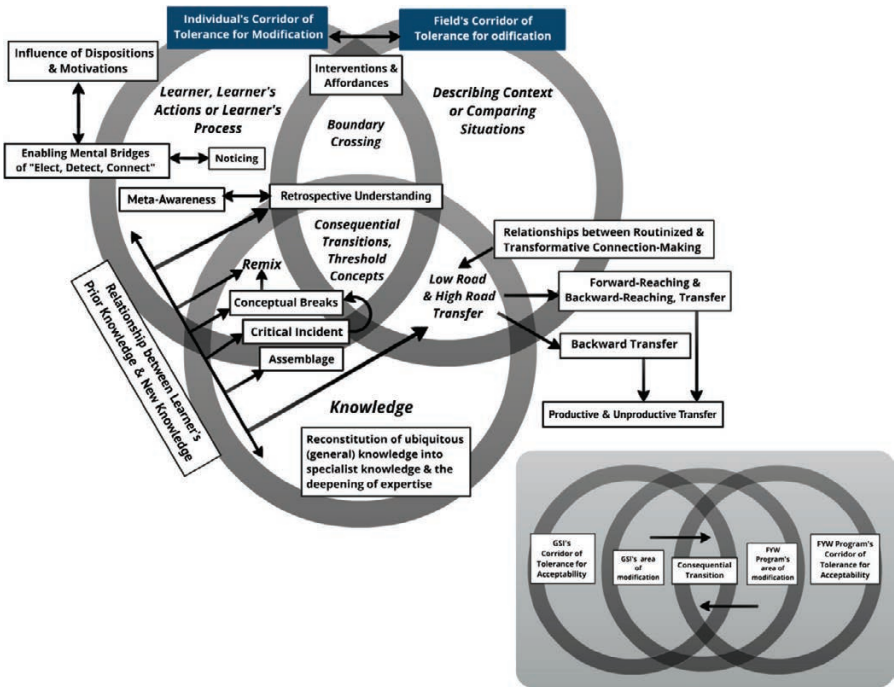 Individual's Corridor of
Tolerance for Modification
Field's Corridor of
Tolerance for odification
Influence of Dispositions
& Motivations
Interventions &
Affordances
Learner, Learner's
Actions or Learner's
Process
Describing Context
or Comparing
Situations
Boundary
Crossing
Enabling Mental Bridges
of "Elect, Detect, Connect"
Noticing
Meta-Awareness
Retrospective Understanding
Consequential
Transitions,
Threshold
Concepts
Relationships between Routinized &
Transformative Connection-Making
Remix
Low Road
& High Road
Transfer
Forward-Reaching &
Backward-Reaching, Transfer
Conceptual Breaks
Critical Incident
Assemblage
Backward Transfer
Relationship between Learner's
Prior Knowledge & New Knowledge
Knowledge
Productive & Unproductive Transfer
Reconstitution of ubiquitous
(general) knowledge into
specialist knowledge & the
deepening of expertise
GSI's
Corridor of
Tolerance for
Acceptability
GSI's area
of
modification
Consequential
Transition
FYW
Program's
area of
modification
FYW Program's
Corridor of
Tolerance for
Acceptability